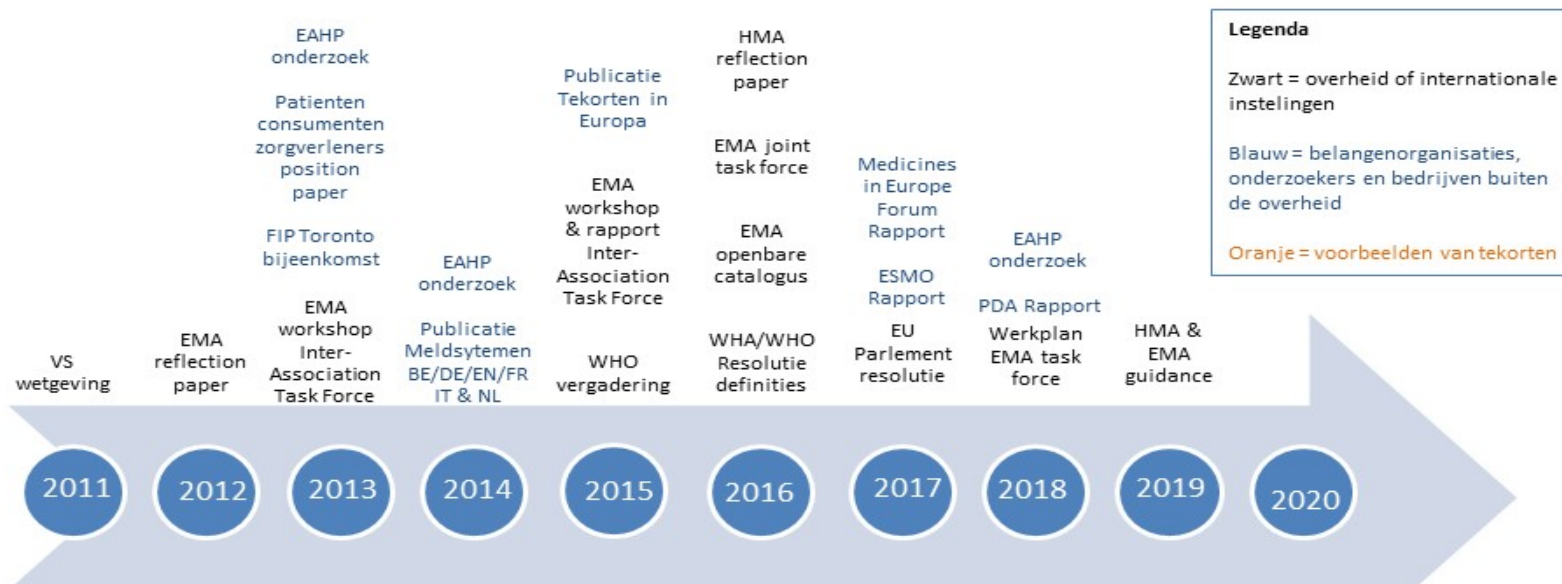 VS
wetgeving
EMA
reflection
paper
EAHP
onderzoek
Patienten
consumenten
zorgverleners
position
paper
FIP Toronto
bijeenkomst
EMA
workshop
Inter-
Association
Task Force
EAHP
onderzoek
Publicatie
Meldsytemen
BE/DE/EN/FR
IT & NL
Publicatie
Tekorten in
Europa
EMA
workshop
& rapport
Inter-
Association
Task Force
WHO
vergadering
HMA
reflection
paper
EMA joint
task force
EMA
openbare
catalogus
WHA/WHO
Resolutie
definities
Medicines
in Europe
Forum
Rapport
ESMO
Rapport
EU
Parlement
resolutie
EAHP
onderzoek
PDA Rapport
Werkplan
EMA task
force
HMA &
EMA
guidance
Legenda
Zwart = overheid of internationale
instelingen
Blauw = belangenorganisaties,
onderzoekers en bedrijven buiten
de overheid
Oranje = voorbeelden van tekorten
2011
2012
2013
2014
2015
2016
2017
2018
2019
2020